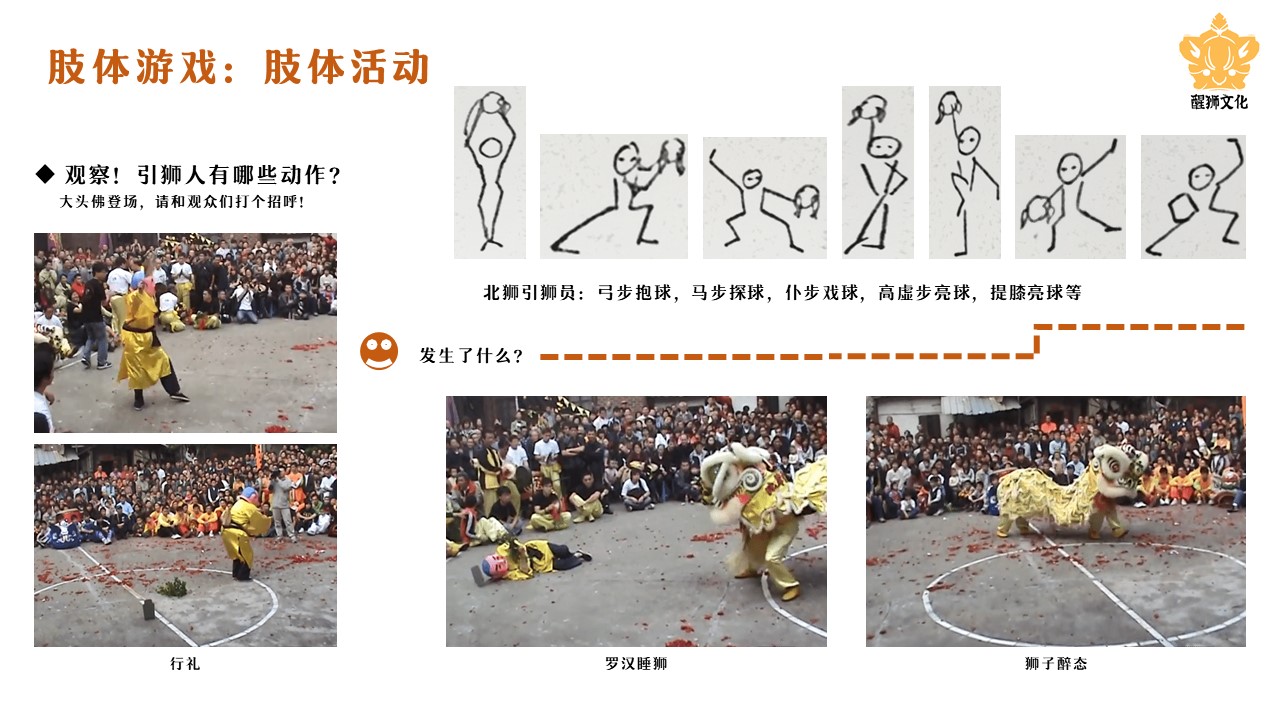 肢体游戏：肢体活动
醒狮文化
◆ 观察！引狮人有哪些动作？
大头佛登场，请和观众们打个招呼！
北狮引狮员：弓步抱球，马步探球，仆步戏球，高虚步亮球，提膝亮球等
发生了什么？
行礼
罗汉睡狮
狮子醉态